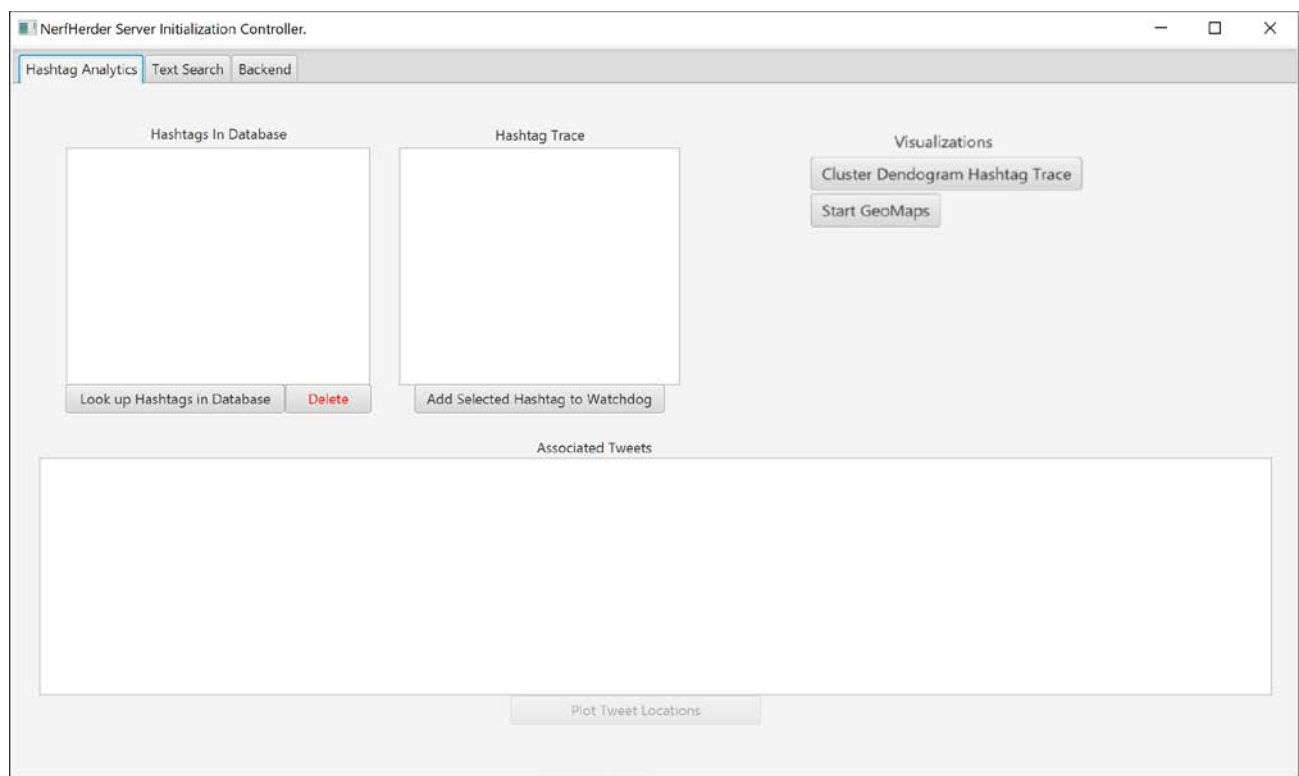 NerfHerder Server Initialization Controller.
Hashtag Analytics Text Search Backend
Hashtags In Database
Hashtag Trace
Visualizations
Cluster Dendogram Hashtag Trace
Start GeoMaps
Look up Hashtags in Database Delete
Add Selected Hashtag to Watchdog
Associated Tweets
Plot Tweet Locations